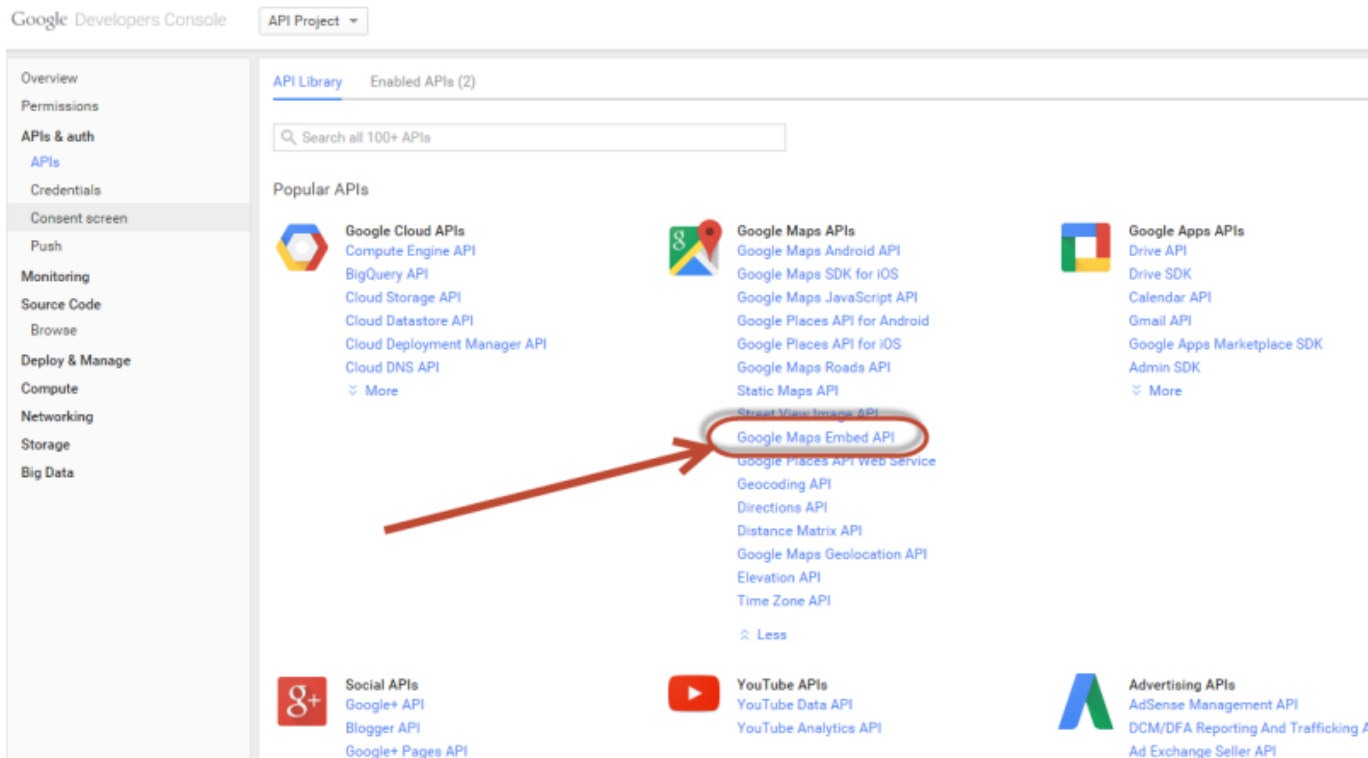 Google Developers Console
API Project
Overview
Permissions
APIs & auth
APIs
Credentials
Consent screen
Push
Monitoring
Source Code
Browse
Deploy & Manage
Compute
Networking
Storage
Big Data
API Library
Enabled APIs (2)
Search all 100+ APIs
Popular APIs
Google Cloud APIs
Compute Engine API
BigQuery API
Cloud Storage API
Cloud Datastore API
Cloud Deployment Manager API
Cloud DNS API
More
8
Google Maps APIs
Google Maps Android API
Google Maps SDK for iOS
Google Maps JavaScript API
Google Places API for Android
Google Places API for iOS
Google Maps Roads API
Static Maps API
Street View Image API
Google Maps Embed API
Google Places API Web Service
Geocoding API
Directions API
Distance Matrix API
Google Maps Geolocation API
Elevation API
Time Zone API
Less
Google Apps APIs
Drive API
Drive SDK
Calendar API
Gmail API
Google Apps Marketplace SDK
Admin SDK
More
g+
Social APIs
Google+ API
Blogger API
Google+ Pages API
YouTube APIs
YouTube Data API
YouTube Analytics API
Advertising APIs
AdSense Management API
DCM/DFA Reporting And Trafficking A
Ad Exchange Seller API